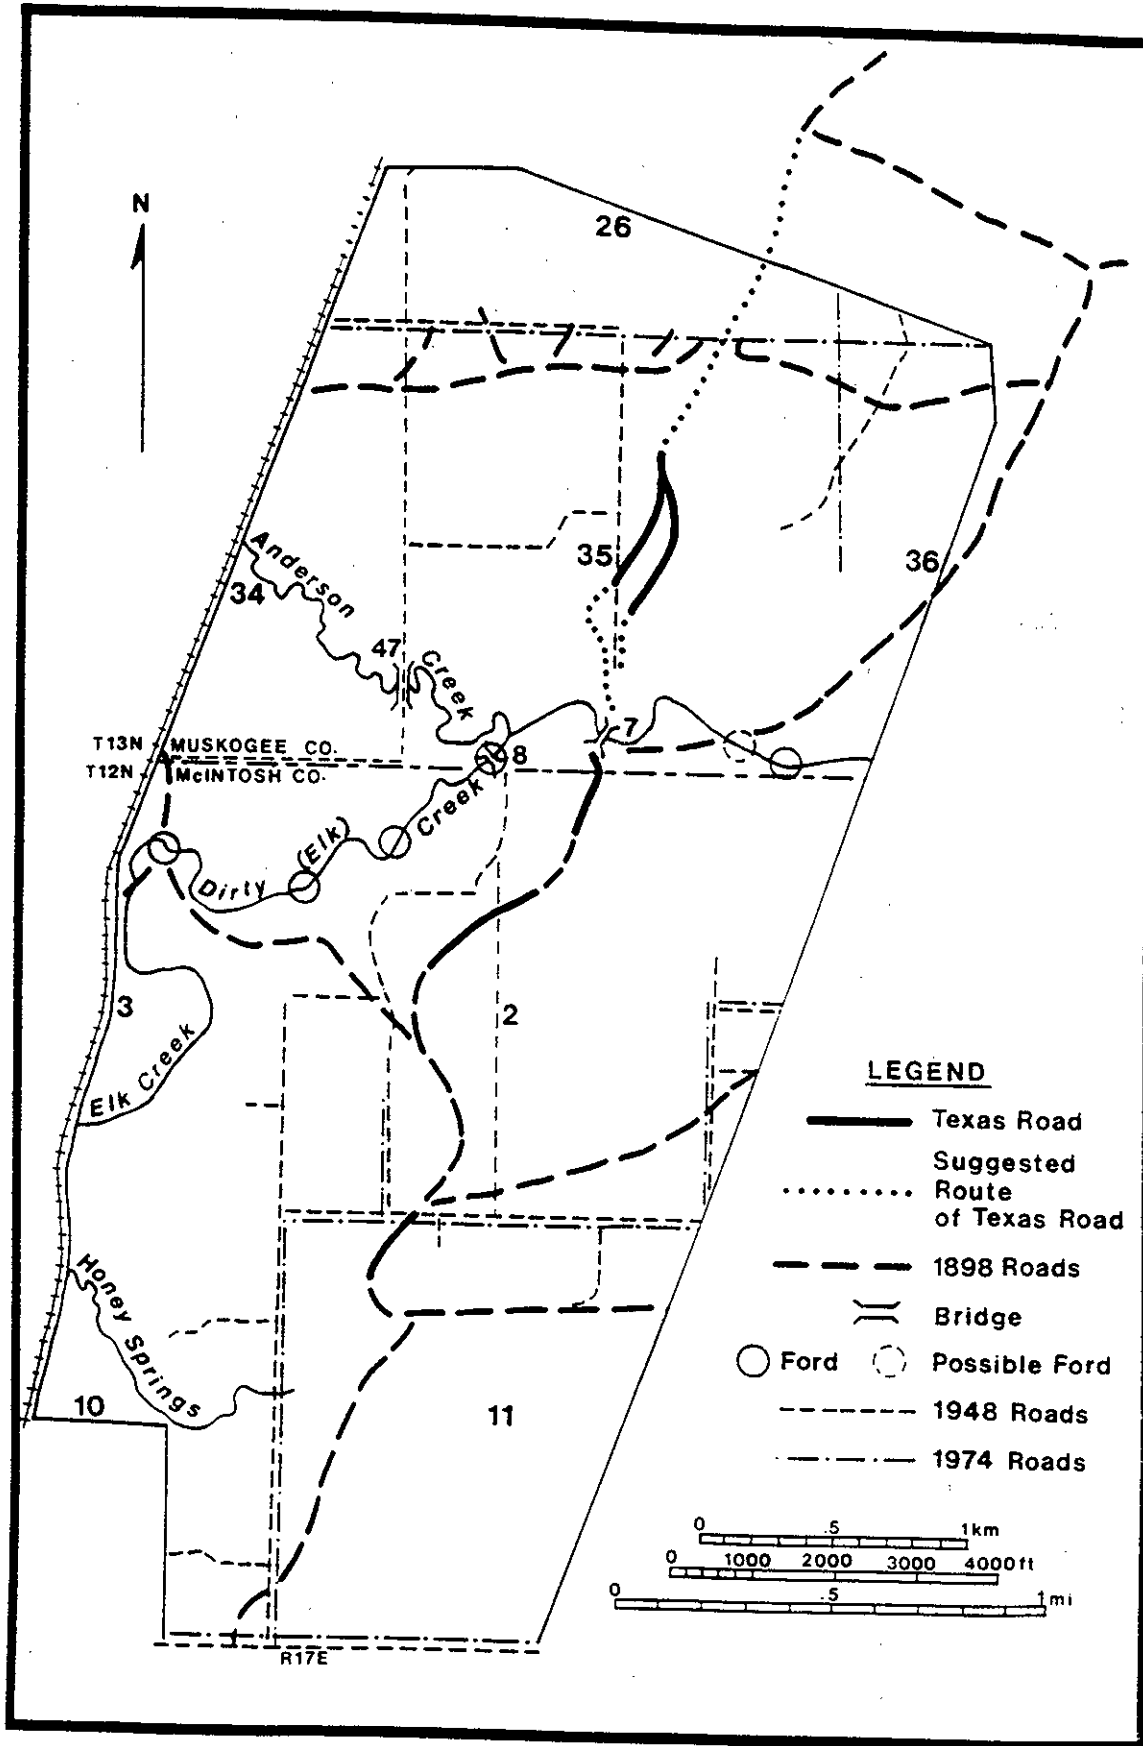 N
26
Anderson
34
35
36
47
Creek
7
T13N
MUSKOGEE CO.
8
T12N
McINTOSH CO.
Dirty
(Elk)
Creek
3
2
Elk Creek
Honey Springs
10
11
R17E
LEGEND
Texas Road
Suggested
Route
of Texas Road
1898 Roads
Bridge
Ford
Possible Ford
1948 Roads
1974 Roads
0 .5 1km
0 1000 2000 3000 4000ft
0 .5 1mi